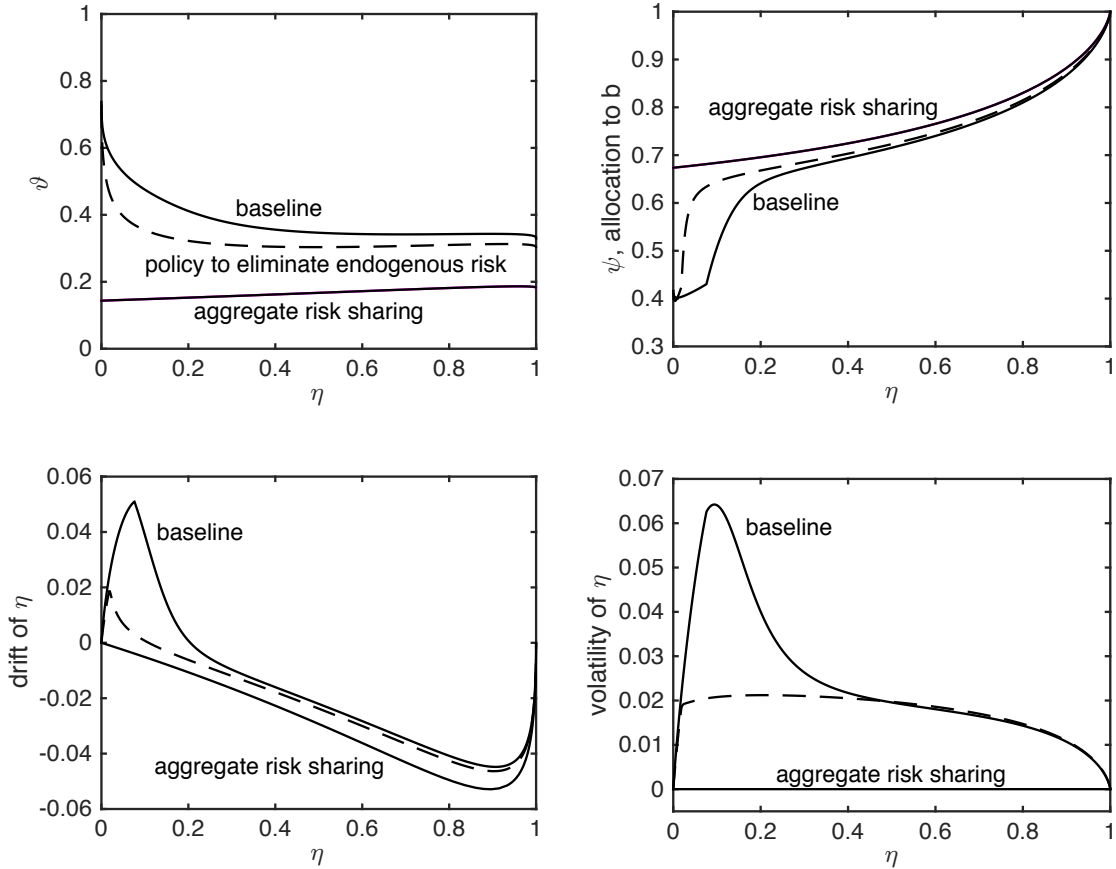 1
0.8
0.6
0.4
0.2
0
ϑ
baseline
policy to eliminate endogenous risk
aggregate risk sharing
0 0.2 0.4 0.6 0.8 1
η
1
0.9
0.8
0.7
0.6
0.5
0.4
0.3
ψ, allocation to b
aggregate risk sharing
baseline
0 0.2 0.4 0.6 0.8 1
η
0.06
0.04
0.02
0
-0.02
-0.04
-0.06
drift of η
baseline
aggregate risk sharing
0 0.2 0.4 0.6 0.8 1
η
0.07
0.06
0.05
0.04
0.03
0.02
0.01
0
volatility of η
baseline
aggregate risk sharing
0 0.2 0.4 0.6 0.8 1
η